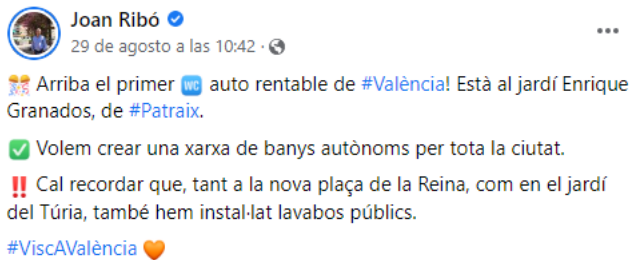 Joan Ribó
29 de agosto a las 10:42 ·
🎊 Arriba el primer 🚾 auto rentable de #València! Està al jardí Enrique
Granados, de #Patraix.
✅ Volem crear una xarxa de banys autònoms per tota la ciutat.
‼️ Cal recordar que, tant a la nova plaça de la Reina, com en el jardí
del Túria, també hem instal·lat lavabos públics.
#ViscAValència 🧡